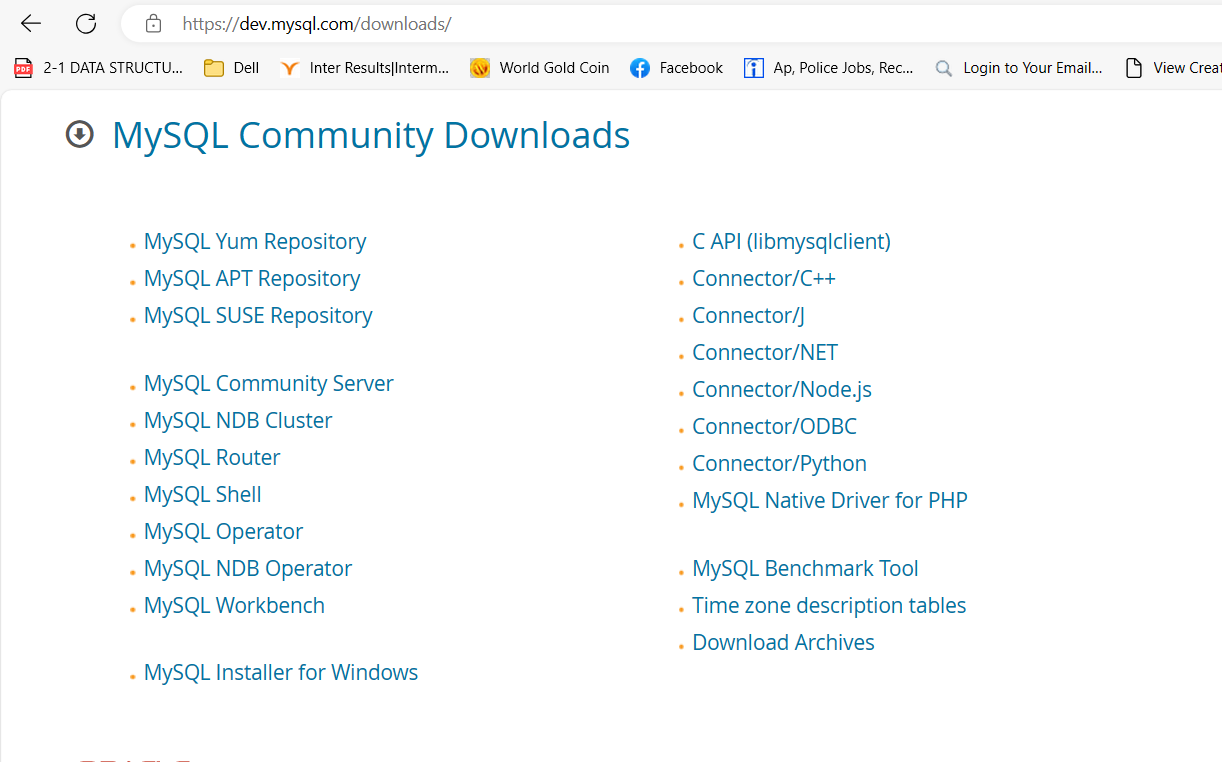 https://dev.mysql.com/downloads/
2-1 DATA STRUCTU... Dell Inter Results|Interm... World Gold Coin Facebook Ap, Police Jobs, Rec... Login to Your Email... View Creat
MySQL Community Downloads
MySQL Yum Repository
MySQL APT Repository
MySQL SUSE Repository
MySQL Community Server
MySQL NDB Cluster
MySQL Router
MySQL Shell
MySQL Operator
MySQL NDB Operator
MySQL Workbench
MySQL Installer for Windows
C API (libmysqlclient)
Connector/C++
Connector/J
Connector/NET
Connector/Node.js
Connector/ODBC
Connector/Python
MySQL Native Driver for PHP
MySQL Benchmark Tool
Time zone description tables
Download Archives